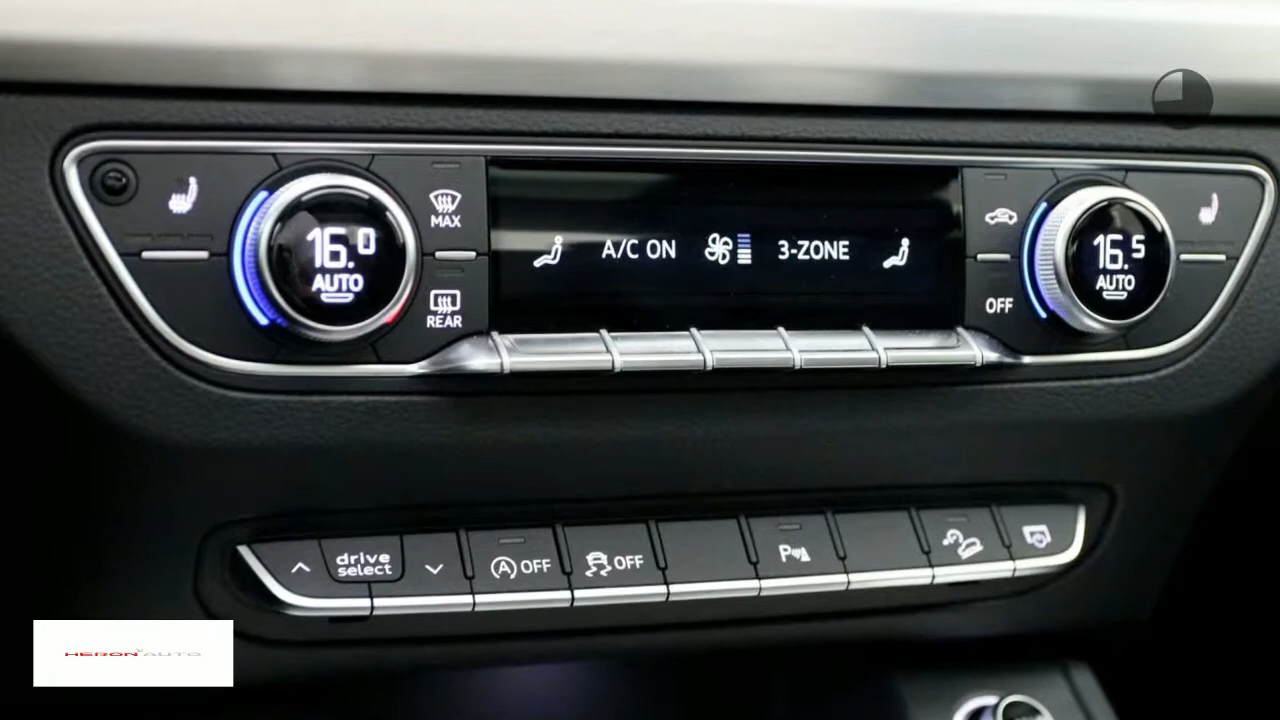 16.0
AUTO
MAX
REAR
A/C ON
3-ZONE
OFF
16.5
AUTO
drive
select
(A) OFF
OFF
P
HERON AUTO